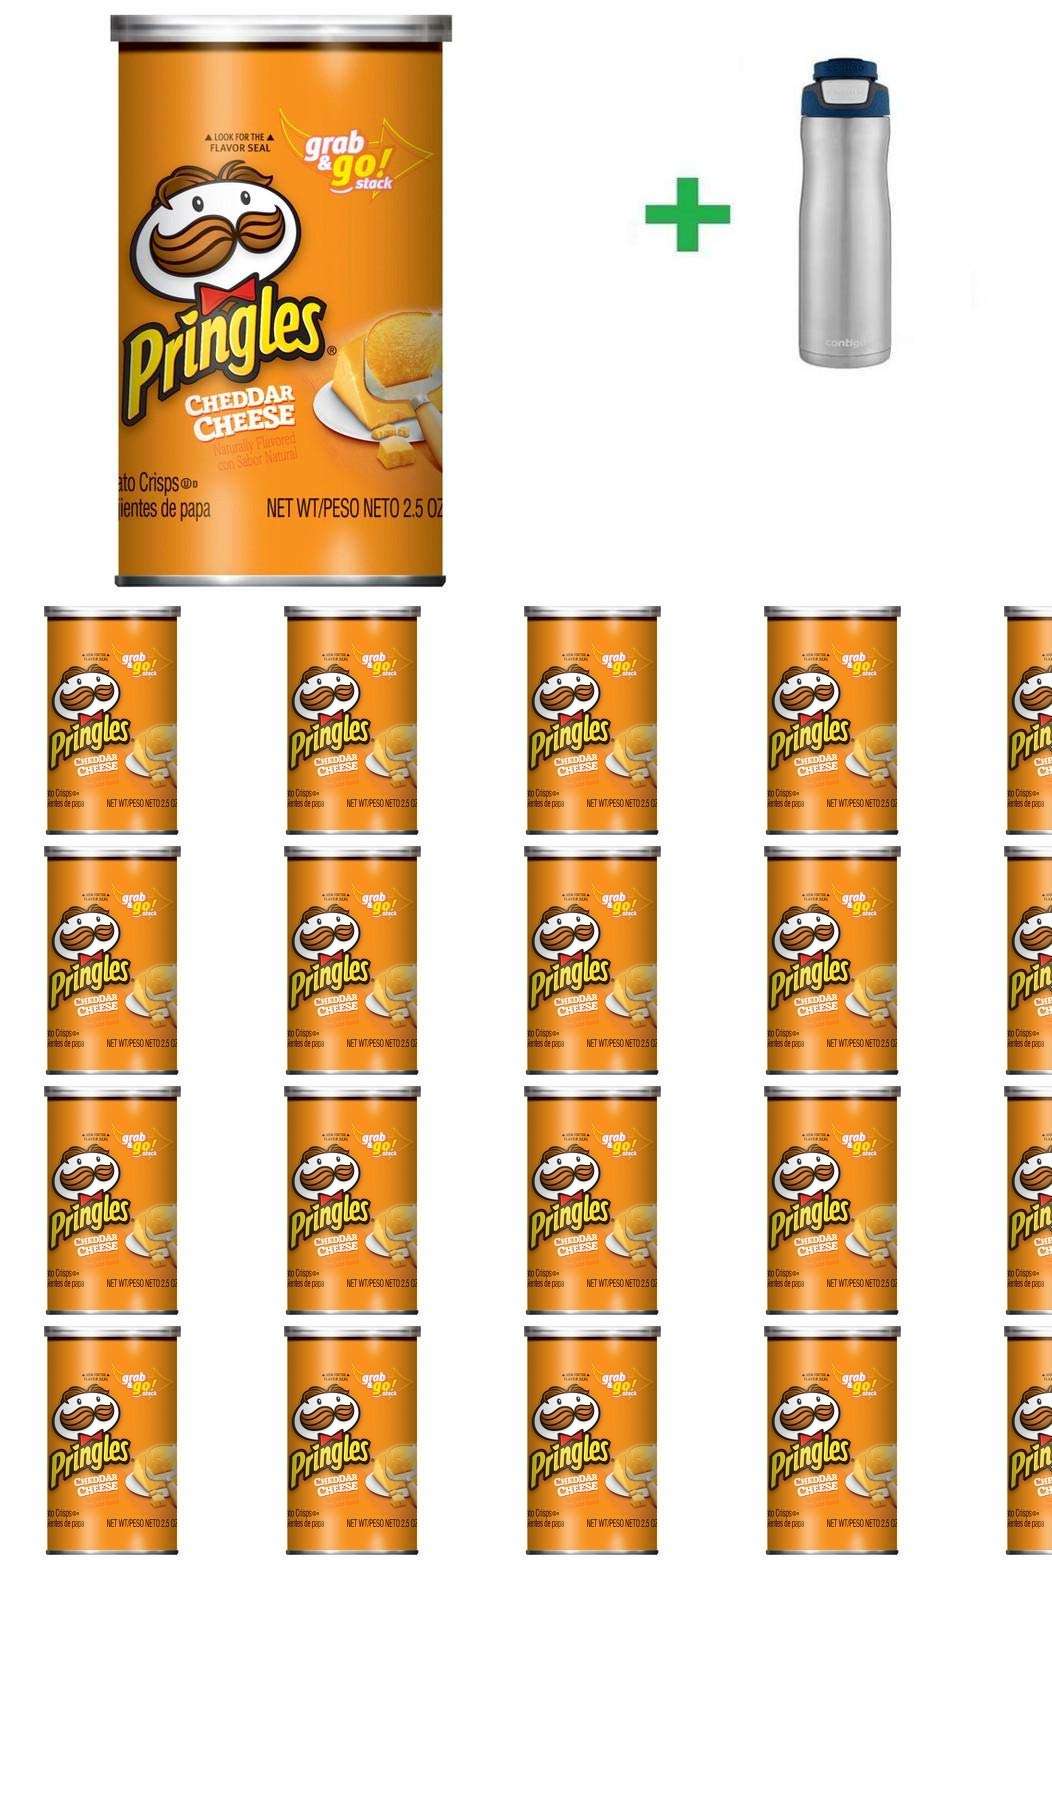 LOOK FOR THE
FLAVOR SEAL
grab
& go!
stack
Pringles®
CHEDDAR
CHEESE
Naturally Flavored
con Sabor Natural
ato Crisps
jientes de papa
NET WT/PESO NETO 2.5 OZ
contigo